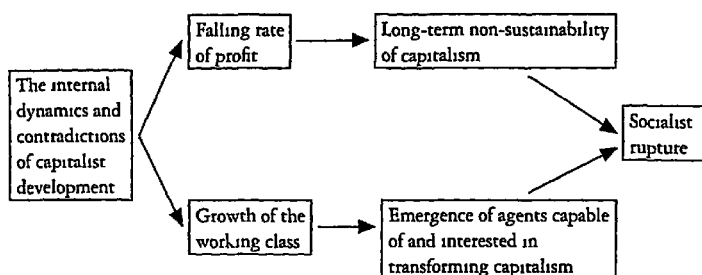 The internal
dynamics and
contradictions
of capitalist
development
Falling rate
of profit
Long-term non-sustainability
of capitalism
Growth of the
working class
Emergence of agents capable
of and interested in
transforming capitalism
Socialist
rupture